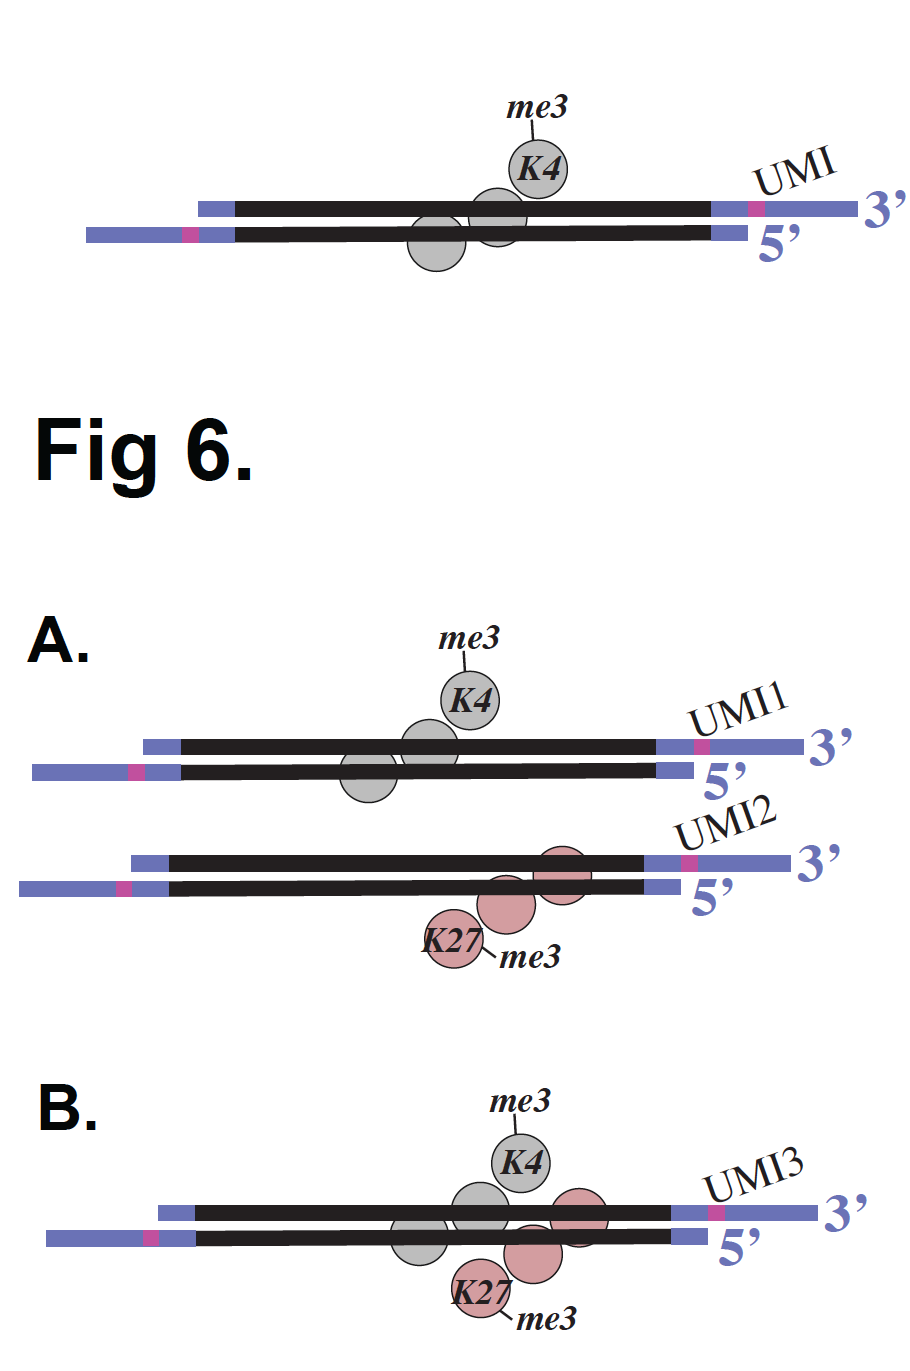 me3
K4
UMI
3’
5’
Fig 6.
A.
me3
K4
UMI1
3’
5’
UMI2
3’
5’
K27
me3
B.
me3
K4
UMI3
3’
5’
K27
me3